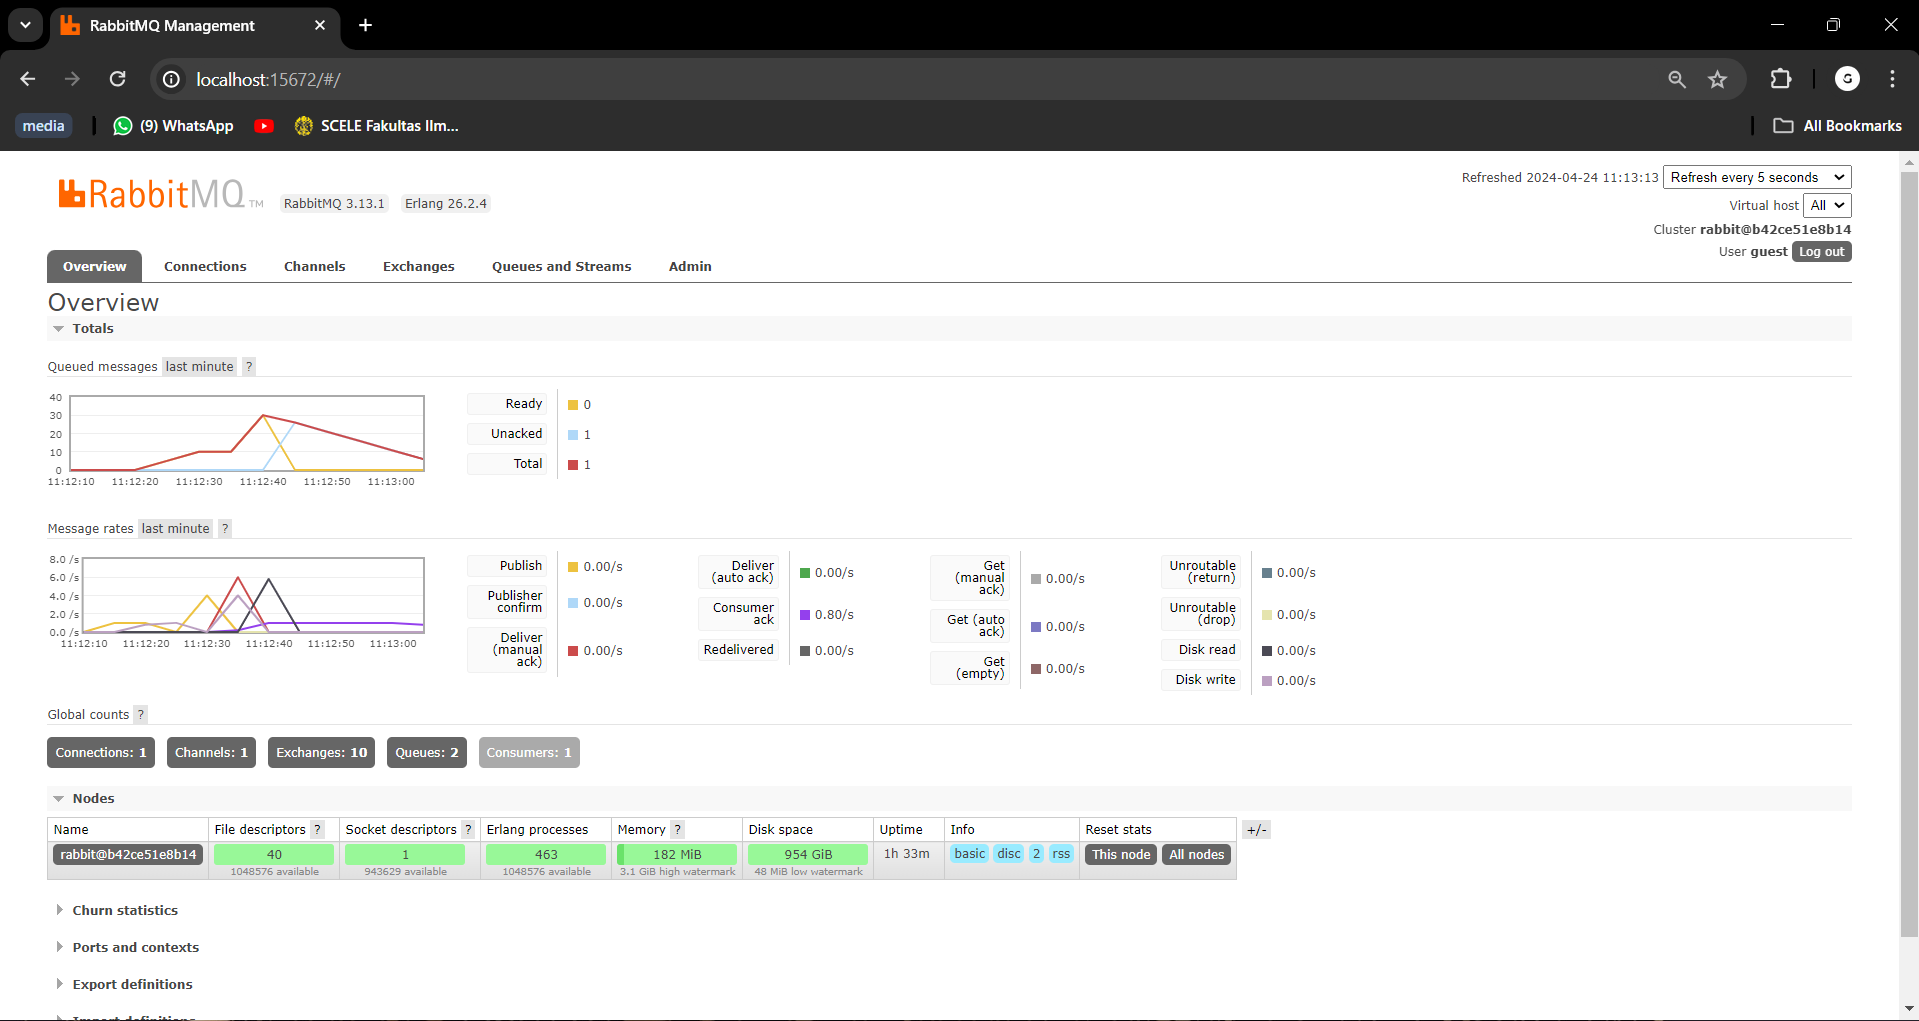 RabbitMQ Management
localhost:15672/#/
media
(9) WhatsApp
SCELE Fakultas Ilm...
All Bookmarks
RabbitMQ TM
RabbitMQ 3.13.1
Erlang 26.2.4
Refreshed 2024-04-24 11:13:13
Refresh every 5 seconds
Virtual host All
Cluster rabbit@b42ce51e8b14
User guest Log out
Overview
Connections
Channels
Exchanges
Queues and Streams
Admin
Overview
Totals
Queued messages last minute ?
40
30
20
10
0
11:12:10 11:12:20 11:12:30 11:12:40 11:12:50 11:13:00
Ready 0
Unacked 1
Total 1
Message rates last minute ?
8.0 /s
6.0 /s
4.0 /s
2.0 /s
0.0 /s
11:12:10 11:12:20 11:12:30 11:12:40 11:12:50 11:13:00
Publish 0.00/s
Publisher
confirm 0.00/s
Deliver
(manual
ack) 0.00/s
Deliver
(auto ack) 0.00/s
Consumer
ack 0.80/s
Redelivered 0.00/s
Get
(manual
ack) 0.00/s
Get (auto
ack) 0.00/s
Get
(empty) 0.00/s
Unroutable
(return) 0.00/s
Unroutable
(drop) 0.00/s
Disk read 0.00/s
Disk write 0.00/s
Global counts ?
Connections: 1
Channels: 1
Exchanges: 10
Queues: 2
Consumers: 1
Nodes
Name File descriptors ? Socket descriptors ? Erlang processes Memory ? Disk space Uptime Info Reset stats +/-
rabbit@b42ce51e8b14 40 1 463 182 MiB 954 GiB 1h 33m basic disc 2 rss This node All nodes
1048576 available 943629 available 1048576 available 3.1 GiB high watermark 48 MiB low watermark
Churn statistics
Ports and contexts
Export definitions
Import definitions